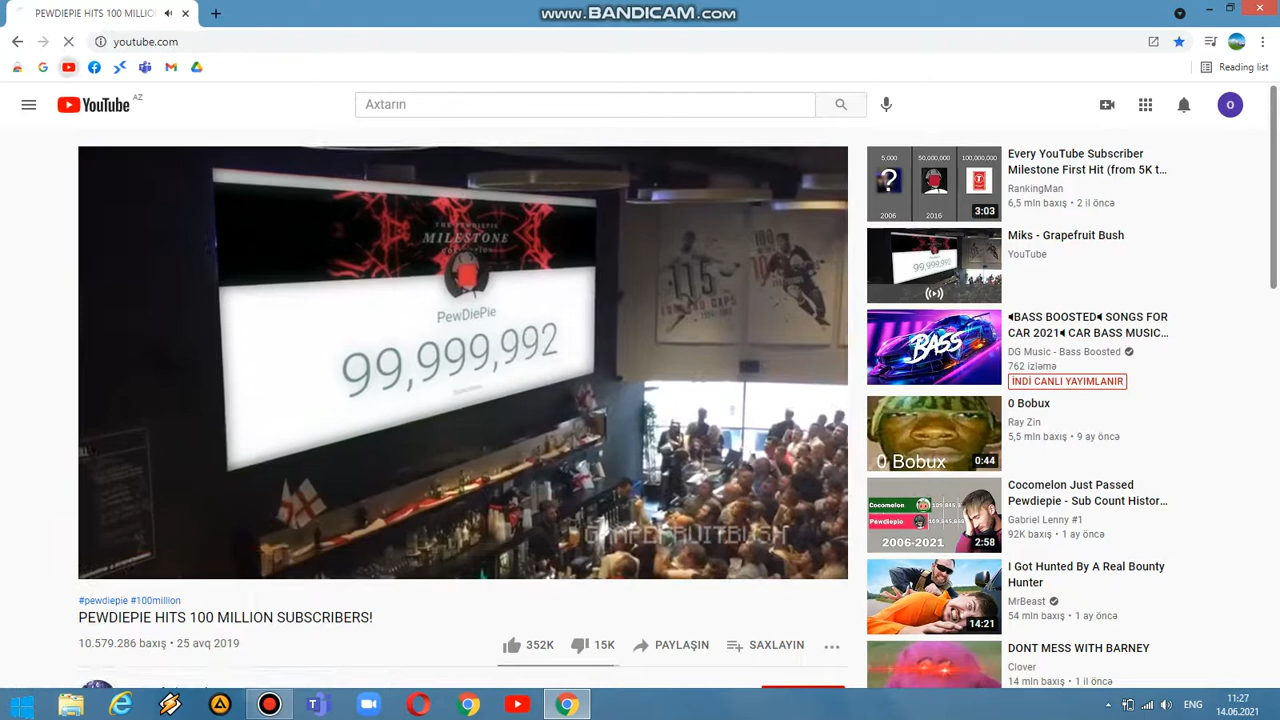 PEWDIEPIE HITS 100 MILLIO
www.BANDICAM.com
youtube.com
Reading list
YouTube AZ
Axtarın
O
MILESTONE
PewDiePie
99,999,992
GRAPEFRUITBUSH
#pewdiepie #100million
PEWDIEPIE HITS 100 MILLION SUBSCRIBERS!
10.579.286 baxış • 25 avq 2019
352K
15K
PAYLAŞIN
SAXLAYIN
5,000
50,000,000
100,000,000
?
2006
2016
3:03
Every YouTube Subscriber
Milestone First Hit (from 5K t...
RankingMan
6,5 mln baxış • 2 il öncə
99,999,992
Miks - Grapefruit Bush
YouTube
BASS
BASS BOOSTED SONGS FOR
CAR 2021 CAR BASS MUSIC...
DG Music - Bass Boosted
762 izləmə
İNDİ CANLI YAYIMLANIR
0 Bobux
0:44
0 Bobux
Ray Zin
5,5 mln baxış • 9 ay öncə
Cocomelon
Pewdiepie
2006-2021
2:58
Cocomelon Just Passed
Pewdiepie - Sub Count Histor...
Gabriel Lenny #1
92K baxış • 1 ay öncə
14:21
I Got Hunted By A Real Bounty
Hunter
MrBeast
54 mln baxış • 1 ay öncə
DONT MESS WITH BARNEY
Clover
14 mln baxış • 1 ay öncə
ENG
11:27
14.06.2021